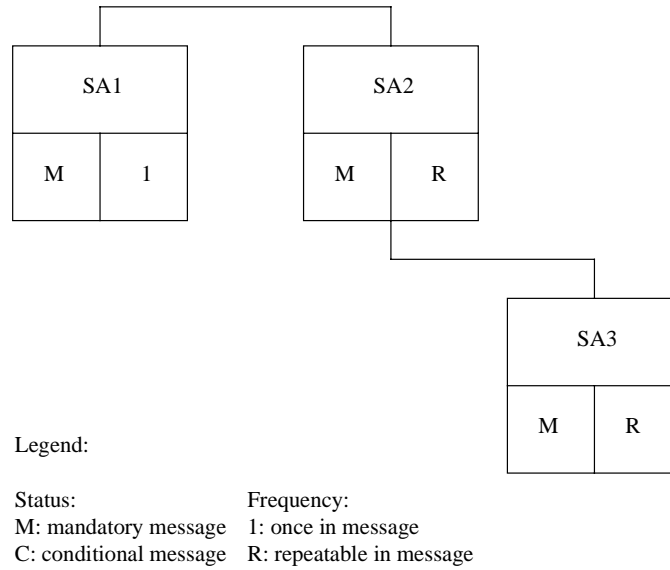 SA1 SA2
M 1 M R
SA3
M R
Legend:
Status: Frequency:
M: mandatory message 1: once in message
C: conditional message R: repeatable in message